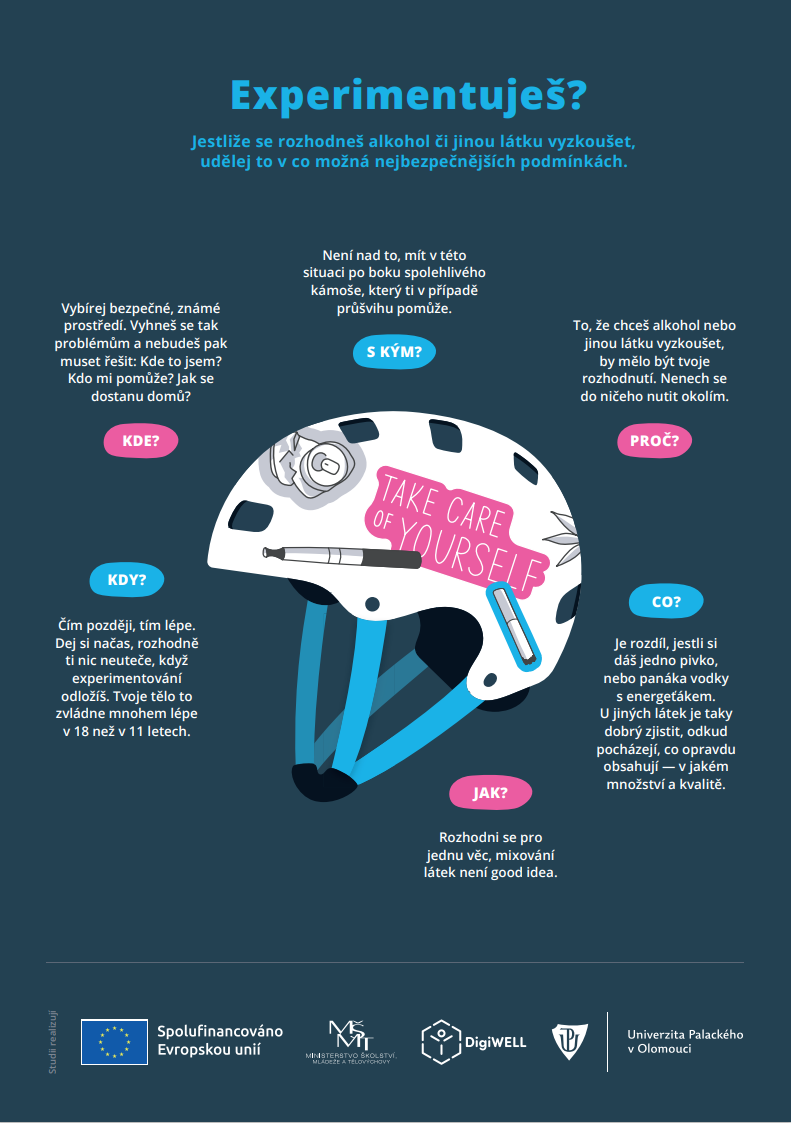 Experimentuješ?
Jestliže se rozhodneš alkohol či jinou látku vyzkoušet,
udělej to v co možná nejbezpečnějších podmínkách.
Není nad to, mít v této
situaci po boku spolehlivého
kámoše, který ti v případě
průšvihu pomůže.
S KÝM?
Vybírej bezpečné, známé
prostředí. Vyhneš se tak
problémům a nebudeš pak
muset řešit: Kde to jsem?
Kdo mi pomůže? Jak se
dostanu domů?
KDE?
To, že chceš alkohol nebo
jinou látku vyzkoušet,
by mělo být tvoje
rozhodnutí. Nenech se
do ničeho nutit okolím.
PROČ?
TAKE CARE
OF YOURSELF
KDY?
Čím později, tím lépe.
Dej si načas, rozhodně
ti nic neuteče, když
experimentování
odložíš. Tvoje tělo to
zvládne mnohem lépe
v 18 než v 11 letech.
CO?
Je rozdíl, jestli si
dáš jedno pivko,
nebo panáka vodky
s energeťákem.
U jiných látek je taky
dobrý zjistit, odkud
pocházejí, co opravdu
obsahují — v jakém
množství a kvalitě.
JAK?
Rozhodni se pro
jednu věc, mixování
látek není good idea.
Studii realizují
Spolufinancováno
Evropskou unií
MŠMT
MINISTERSTVO ŠKOLSTVÍ,
MLÁDEŽE A TĚLOVÝCHOVY
DigiWELL
UP
Univerzita Palackého
v Olomouci